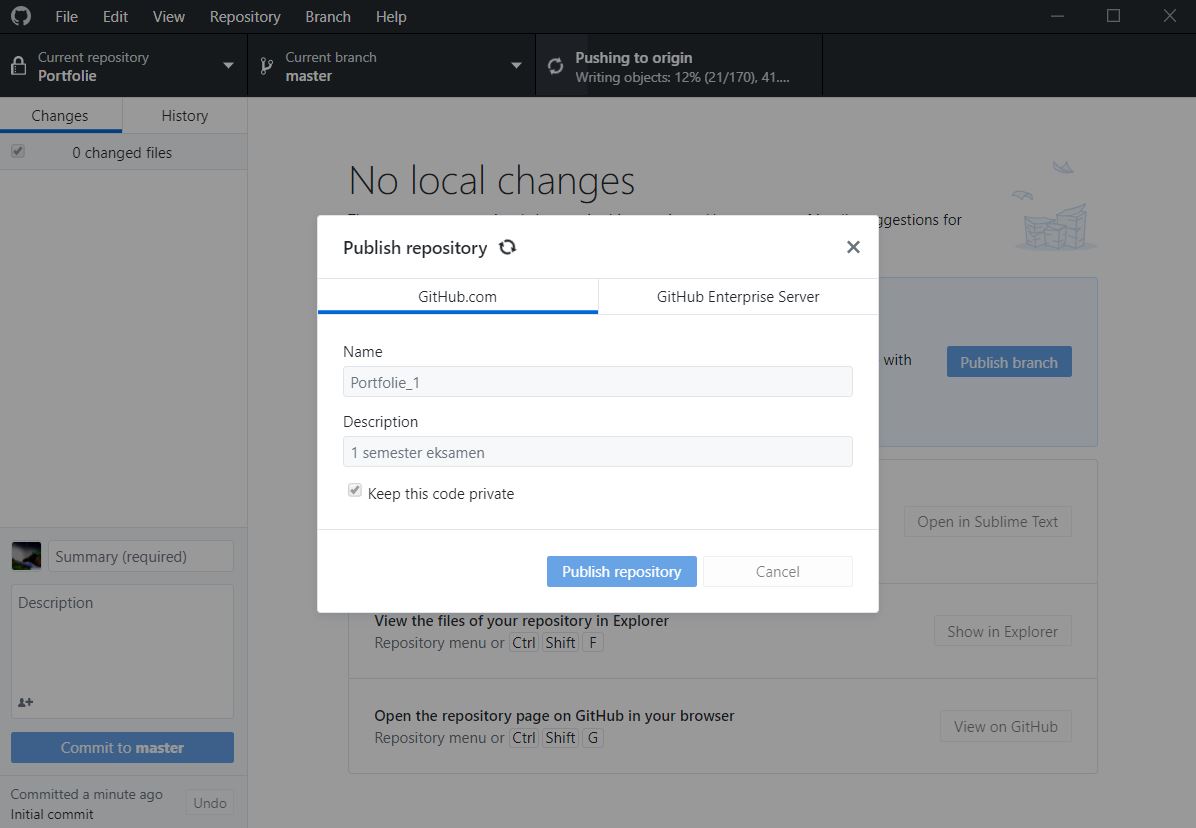 File Edit View Repository Branch Help
Current repository
Portfolie
Current branch
master
Pushing to origin
Writing objects: 12% (21/170), 41....
Changes History
0 changed files
No local changes
ggestions for
Publish repository
GitHub.com GitHub Enterprise Server
Name
Portfolie_1
Description
1 semester eksamen
Keep this code private
Publish repository Cancel
with
Publish branch
Open in Sublime Text
View the files of your repository in Explorer
Repository menu or Ctrl Shift F
Show in Explorer
Open the repository page on GitHub in your browser
Repository menu or Ctrl Shift G
View on GitHub
Summary (required)
Description
Commit to master
Committed a minute ago
Initial commit
Undo